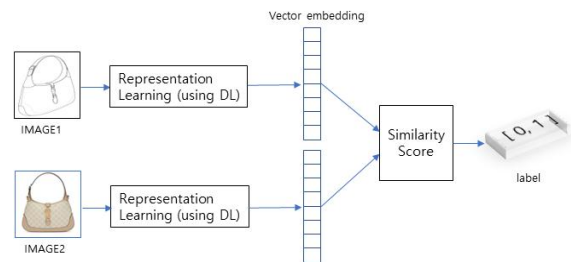 Vector embedding
Representation
Learning (using DL)
IMAGE1
Similarity
Score
[ 0, 1 ]
label
Representation
Learning (using DL)
IMAGE2